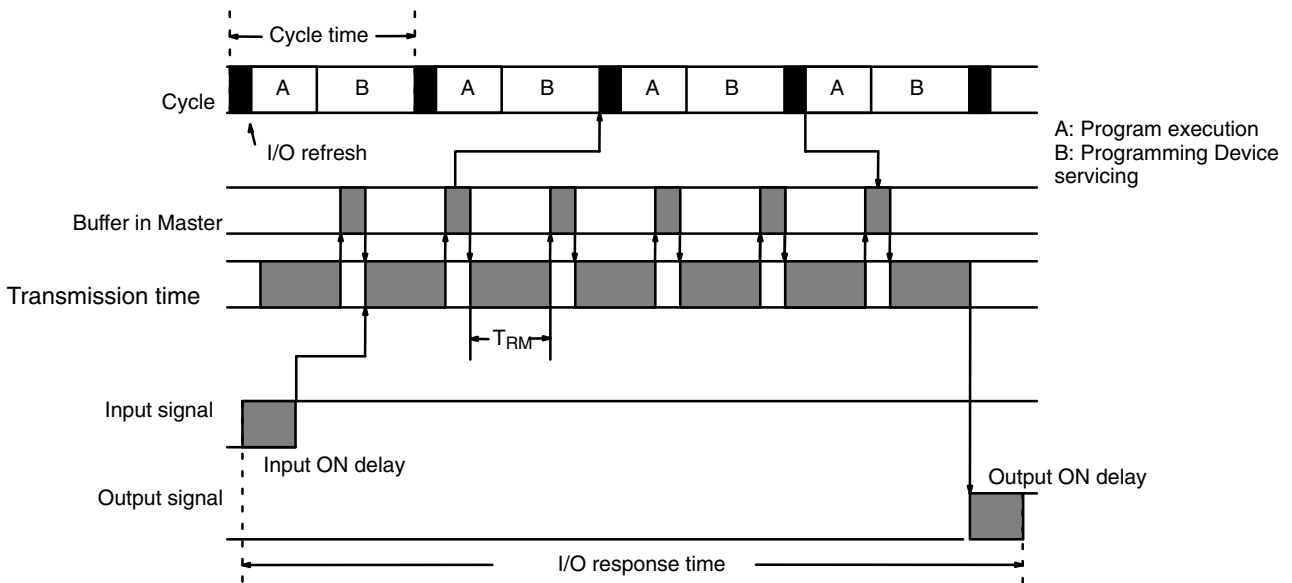 Cycle time
A B A B A B A B
Cycle
I/O refresh
A: Program execution
B: Programming Device
servicing
Buffer in Master
Transmission time
TRM
Input signal
Input ON delay
Output ON delay
Output signal
I/O response time